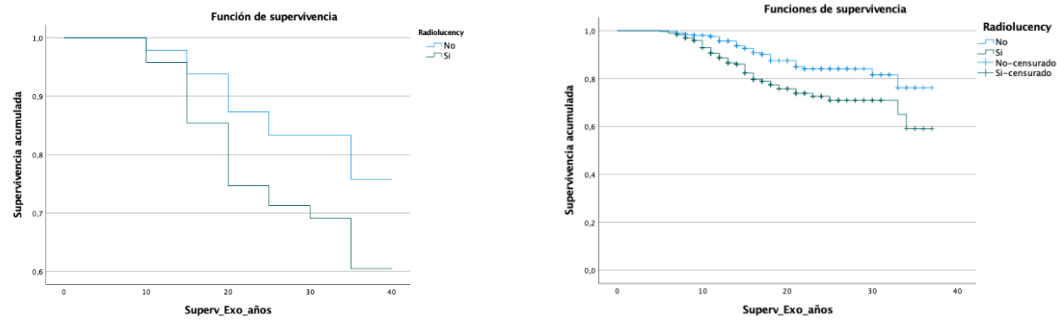 Función de supervivencia
Radiolucency
No
Si
1,0
0,9
0,8
0,7
0,6
Supervivencia acumulada
0
10
20
30
40
Superv_Exo_años
Funciones de supervivencia
Radiolucency
No
Si
No-censurado
Si-censurado
1,0
0,8
0,6
0,4
0,2
0,0
Supervivencia acumulada
0
10
20
30
40
Superv_Exo_años